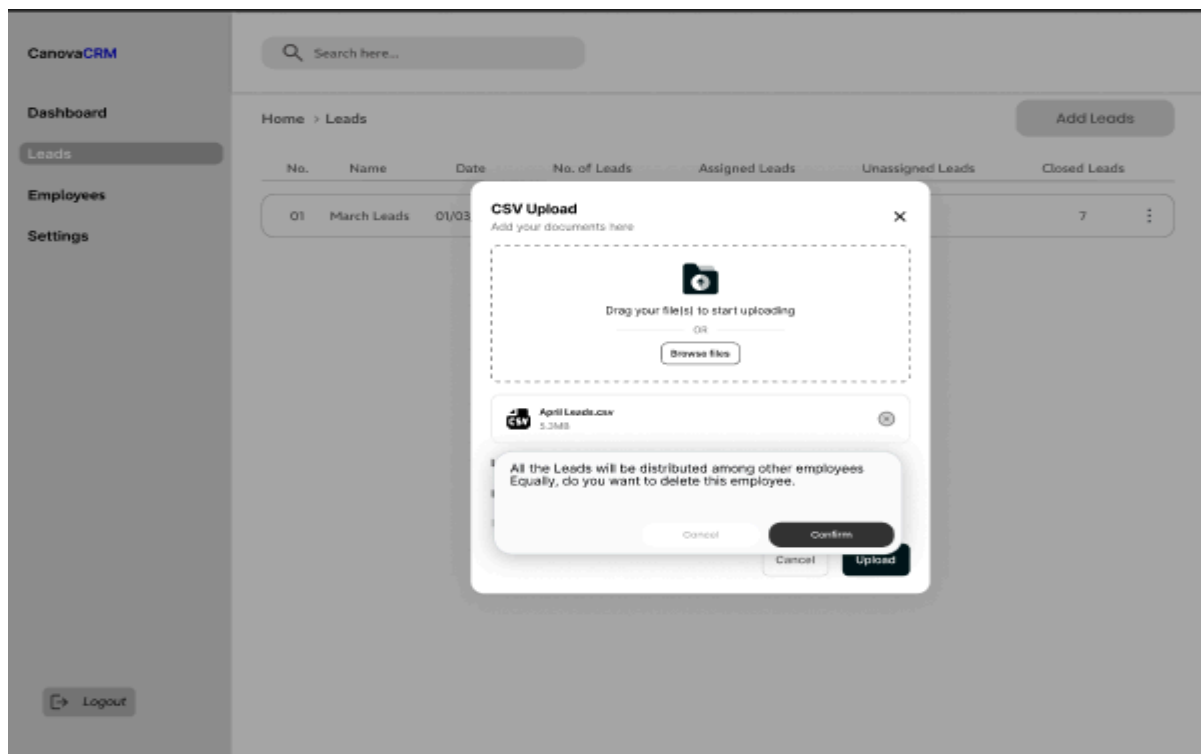 CanovaCRM
Search here...
Dashboard
Leads
Employees
Settings
Logout
Home > Leads
Add Leads
No. Name Date No. of Leads Assigned Leads Unassigned Leads Closed Leads
01 March Leads 01/03 7
CSV Upload
Add your documents here
Drag your file(s) to start uploading
OR
Browse files
CSV
April Leads.csv
5.3MB
All the Leads will be distributed among other employees
Equally, do you want to delete this employee.
Cancel Confirm
Cancel Upload